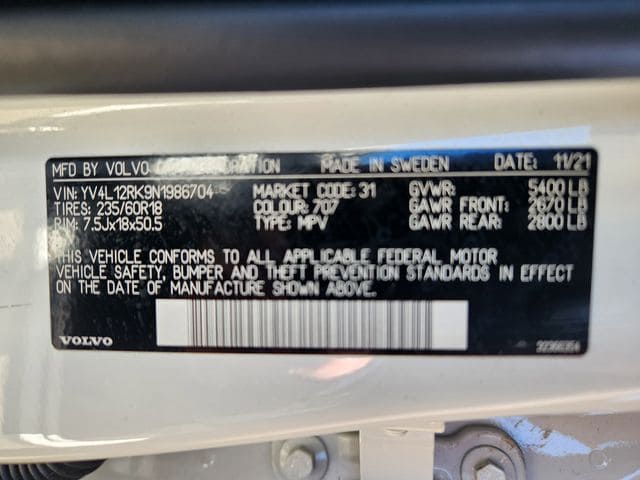 MFD BY VOLVO CAR CORPORATION MADE IN SWEDEN DATE: 11/21
VIN: YV4L12RK9N1986704 MARKET CODE: 31 GVWR: 5400 LB
TIRES: 235/60R18 COLOUR: 707 GAWR FRONT: 2670 LB
RIM: 7.5Jx18x50.5 TYPE: MPV GAWR REAR: 2800 LB
THIS VEHICLE CONFORMS TO ALL APPLICABLE FEDERAL MOTOR
VEHICLE SAFETY, BUMPER AND THEFT PREVENTION STANDARDS IN EFFECT
ON THE DATE OF MANUFACTURE SHOWN ABOVE.
VOLVO